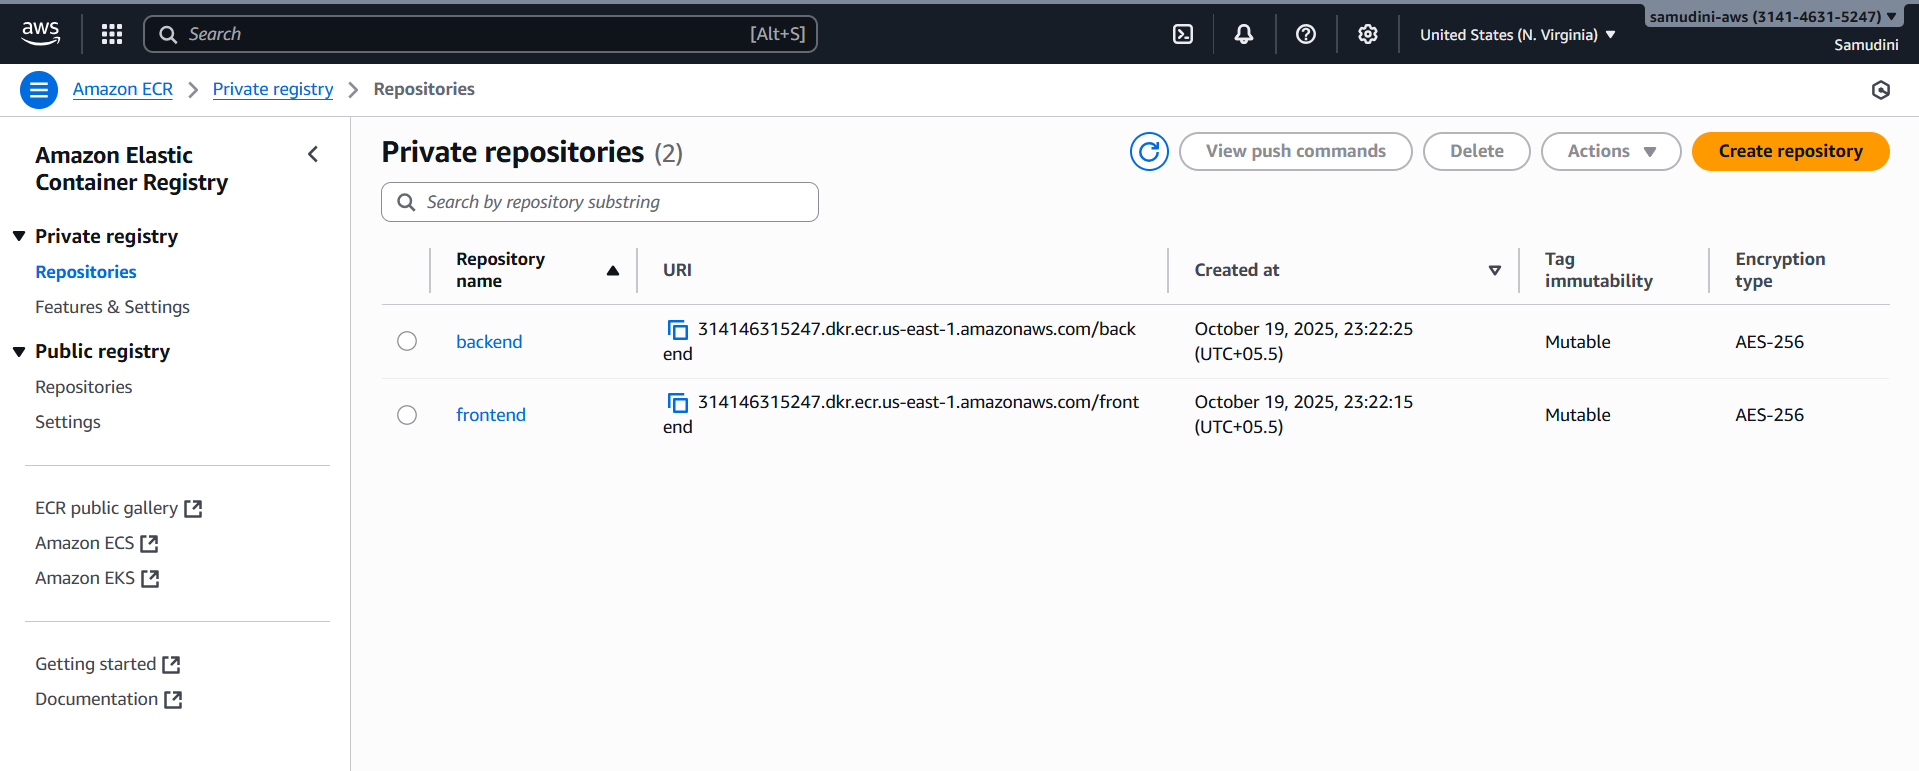 aws
Search
[Alt+S]
United States (N. Virginia)
samudini-aws (3141-4631-5247)
Samudini
Amazon ECR
Private registry
Repositories
Amazon Elastic
Container Registry
Private registry
Repositories
Features & Settings
Public registry
Repositories
Settings
ECR public gallery
Amazon ECS
Amazon EKS
Getting started
Documentation
Private repositories (2)
View push commands
Delete
Actions
Create repository
Search by repository substring
Repository
name
URI
Created at
Tag
immutability
Encryption
type
backend
314146315247.dkr.ecr.us-east-1.amazonaws.com/back
end
October 19, 2025, 23:22:25
(UTC+05.5)
Mutable
AES-256
frontend
314146315247.dkr.ecr.us-east-1.amazonaws.com/front
end
October 19, 2025, 23:22:15
(UTC+05.5)
Mutable
AES-256